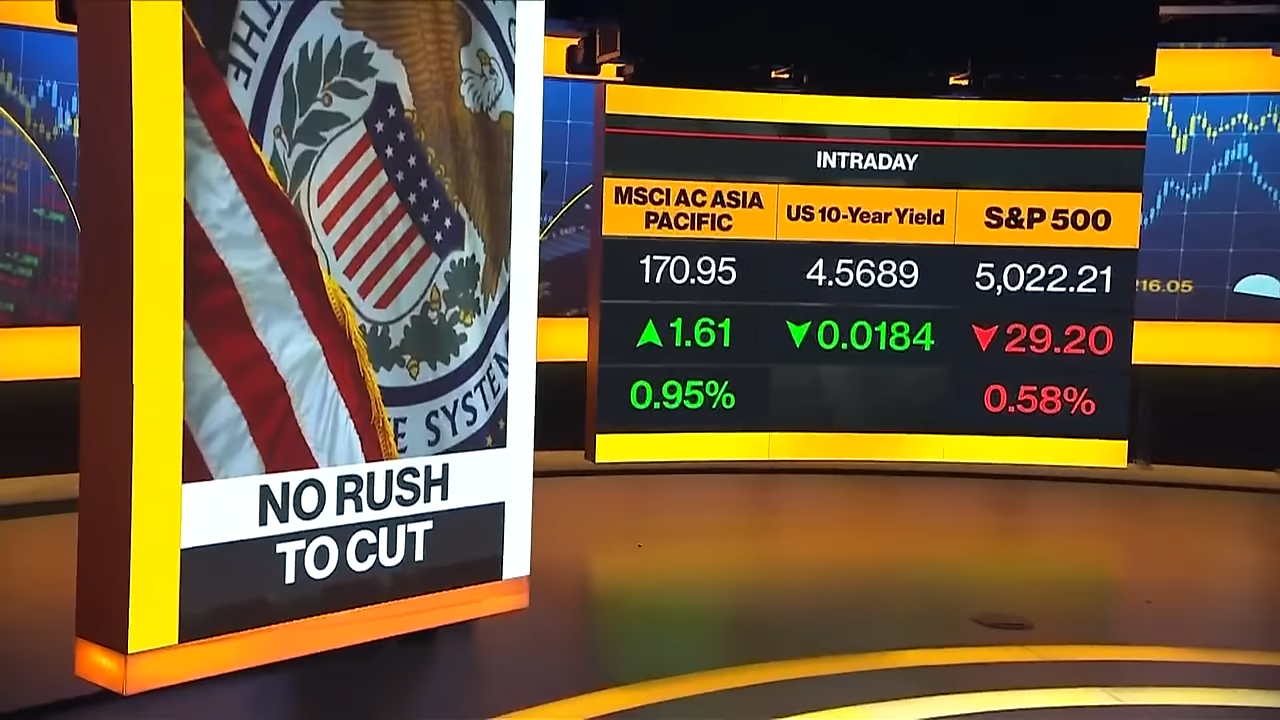 THE
E SYSTEM
NO RUSH
TO CUT
INTRADAY
MSCI AC ASIA
PACIFIC
US 10-Year Yield
S&P 500
170.95
4.5689
5,022.21
▲1.61
▼0.0184
▼29.20
0.95%
0.58%
216.05